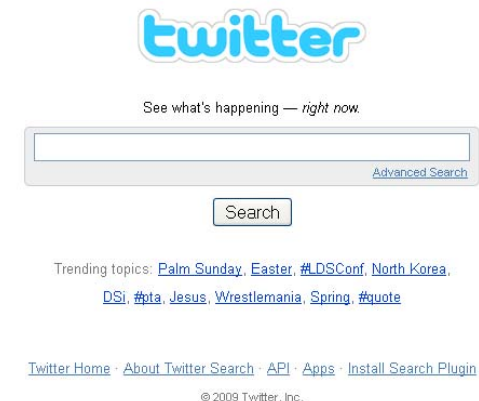 twitter
See what's happening — right now.
Advanced Search
Search
Trending topics: Palm Sunday, Easter, #LDSConf, North Korea,
DSi, #pta, Jesus, Wrestlemania, Spring, #quote
Twitter Home · About Twitter Search · API · Apps · Install Search Plugin
© 2009 Twitter, Inc.